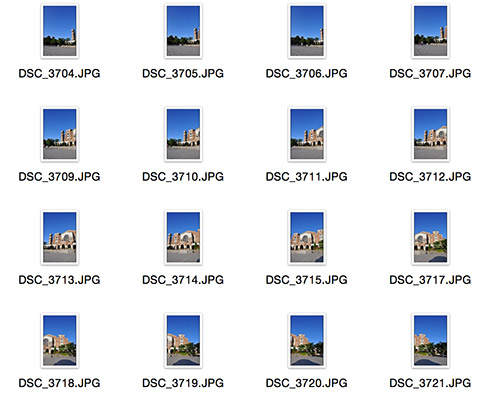 DSC_3704.JPG DSC_3705.JPG DSC_3706.JPG DSC_3707.JPG
DSC_3709.JPG DSC_3710.JPG DSC_3711.JPG DSC_3712.JPG
DSC_3713.JPG DSC_3714.JPG DSC_3715.JPG DSC_3717.JPG
DSC_3718.JPG DSC_3719.JPG DSC_3720.JPG DSC_3721.JPG